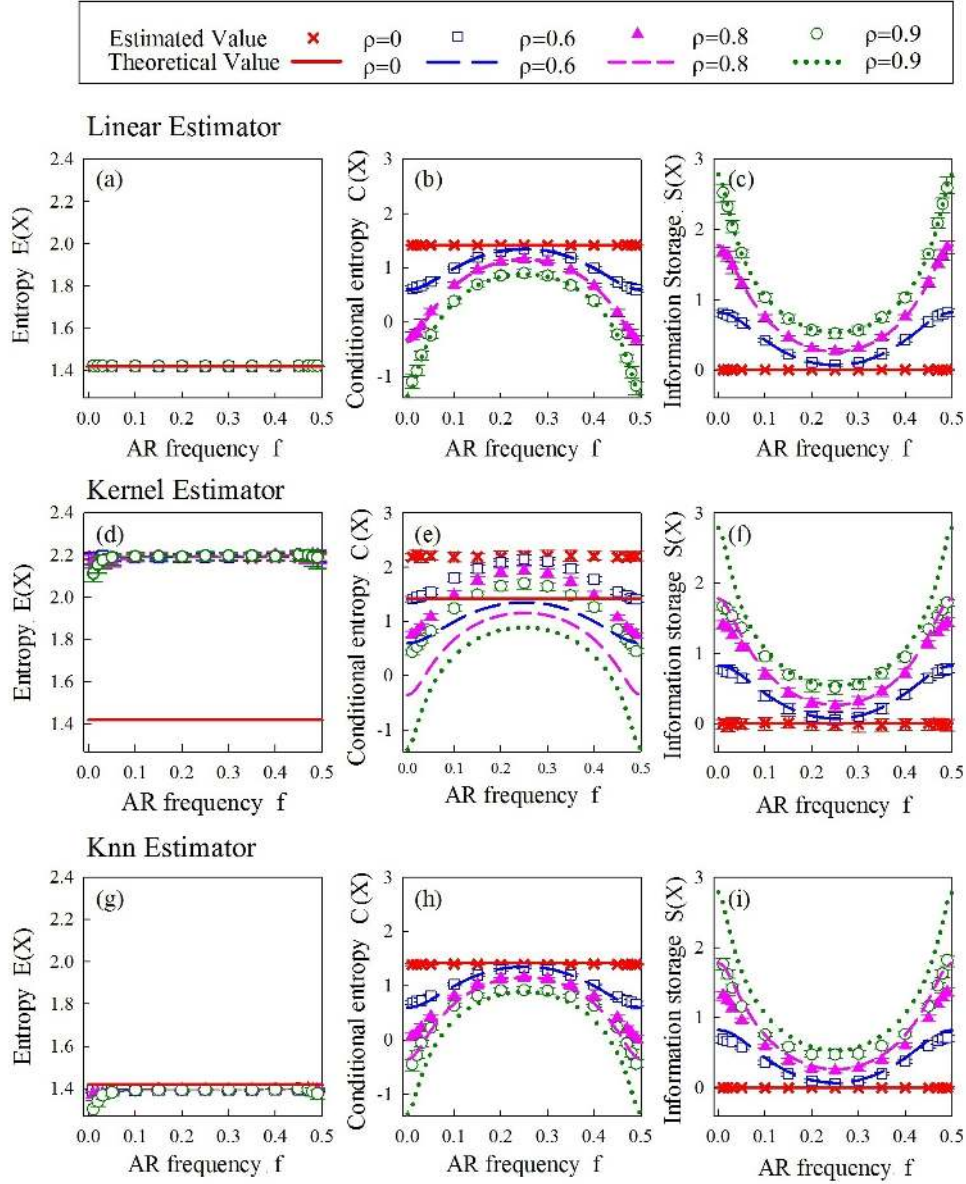 Estimated Value ρ=0 ρ=0.6 ρ=0.8 ρ=0.9
Theoretical Value ρ=0 ρ=0.6 ρ=0.8 ρ=0.9
Linear Estimator
(a)
Entropy E(X)
2.4
2.2
2.0
1.8
1.6
1.4
0.0 0.1 0.2 0.3 0.4 0.5
AR frequency f
(b)
Conditional entropy C(X)
3
2
1
0
-1
0.0 0.1 0.2 0.3 0.4 0.5
AR frequency f
(c)
Information Storage S(X)
3
2
1
0
0.0 0.1 0.2 0.3 0.4 0.5
AR frequency f
Kernel Estimator
(d)
Entropy E(X)
2.4
2.2
2.0
1.8
1.6
1.4
0.0 0.1 0.2 0.3 0.4 0.5
AR frequency f
(e)
Conditional entropy C(X)
3
2
1
0
-1
0.0 0.1 0.2 0.3 0.4 0.5
AR frequency f
(f)
Information storage S(X)
3
2
1
0
0.0 0.1 0.2 0.3 0.4 0.5
AR frequency f
Knn Estimator
(g)
Entropy E(X)
2.4
2.2
2.0
1.8
1.6
1.4
0.0 0.1 0.2 0.3 0.4 0.5
AR frequency f
(h)
Conditional entropy C(X)
3
2
1
0
-1
0.0 0.1 0.2 0.3 0.4 0.5
AR frequency f
(i)
Information storage S(X)
3
2
1
0
0.0 0.1 0.2 0.3 0.4 0.5
AR frequency f